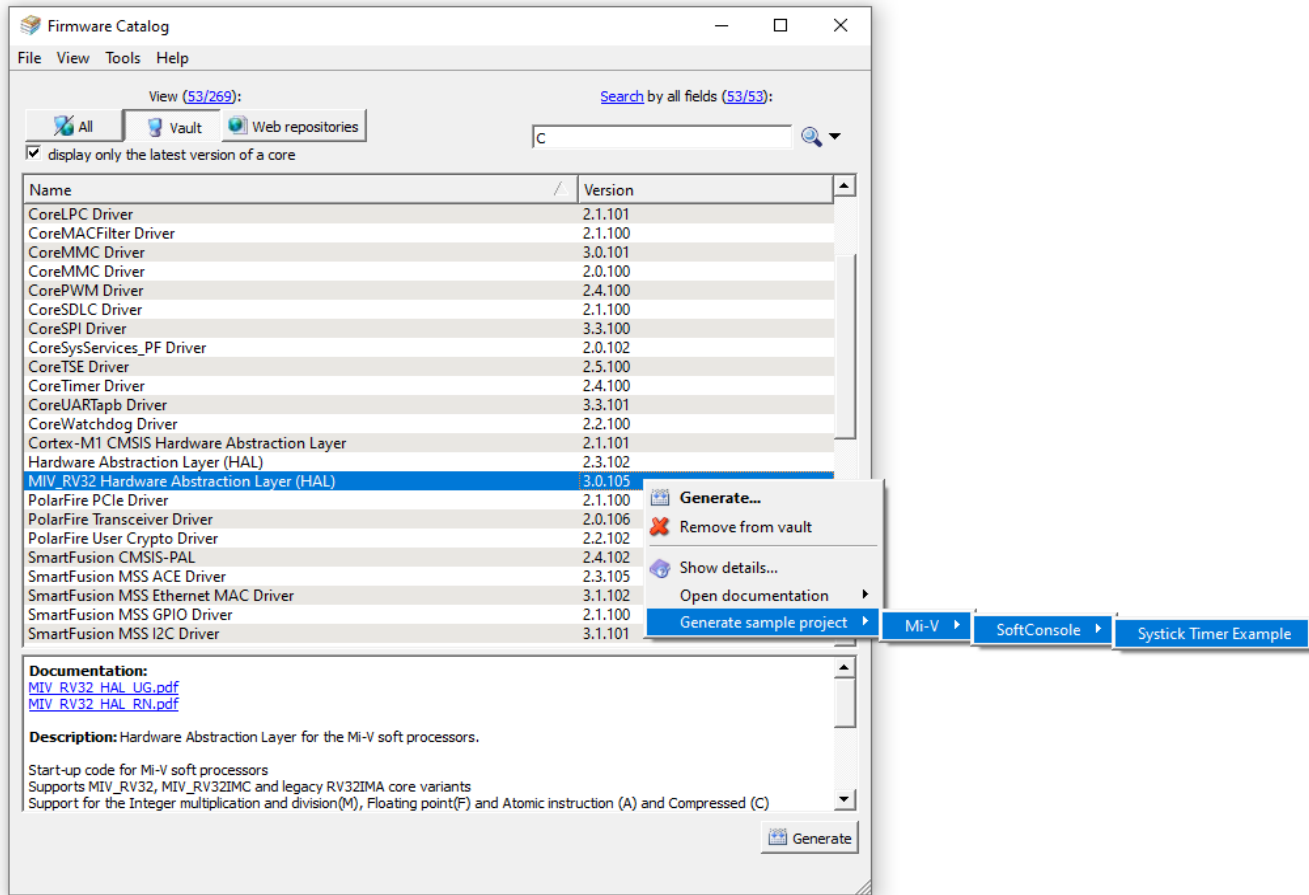 Firmware Catalog
File View Tools Help
View (53/269):
Search by all fields (53/53):
All Vault Web repositories
C
display only the latest version of a core
Name Version
CoreLPC Driver 2.1.101
CoreMACFilter Driver 2.1.100
CoreMMC Driver 3.0.101
CoreMMC Driver 2.0.100
CorePWM Driver 2.4.100
CoreSDLC Driver 2.1.100
CoreSPI Driver 3.3.100
CoreSysServices_PF Driver 2.0.102
CoreTSE Driver 2.5.100
CoreTimer Driver 2.4.100
CoreUARTapb Driver 3.3.101
CoreWatchdog Driver 2.2.100
Cortex-M1 CMSIS Hardware Abstraction Layer 2.1.101
Hardware Abstraction Layer (HAL) 2.3.102
MIV_RV32 Hardware Abstraction Layer (HAL) 3.0.105
PolarFire PCIe Driver 2.1.100
PolarFire Transceiver Driver 2.0.106
PolarFire User Crypto Driver 2.2.102
SmartFusion CMSIS-PAL 2.4.102
SmartFusion MSS ACE Driver 2.3.105
SmartFusion MSS Ethernet MAC Driver 3.1.102
SmartFusion MSS GPIO Driver 2.1.100
SmartFusion MSS I2C Driver 3.1.101
Generate...
Remove from vault
Show details...
Open documentation
Generate sample project
Mi-V
SoftConsole
Systick Timer Example
Documentation:
MIV_RV32_HAL_UG.pdf
MIV_RV32_HAL_RN.pdf
Description: Hardware Abstraction Layer for the Mi-V soft processors.
Start-up code for Mi-V soft processors
Supports MIV_RV32, MIV_RV32IMC and legacy RV32IMA core variants
Support for the Integer multiplication and division(M), Floating point(F) and Atomic instruction (A) and Compressed (C)
Generate